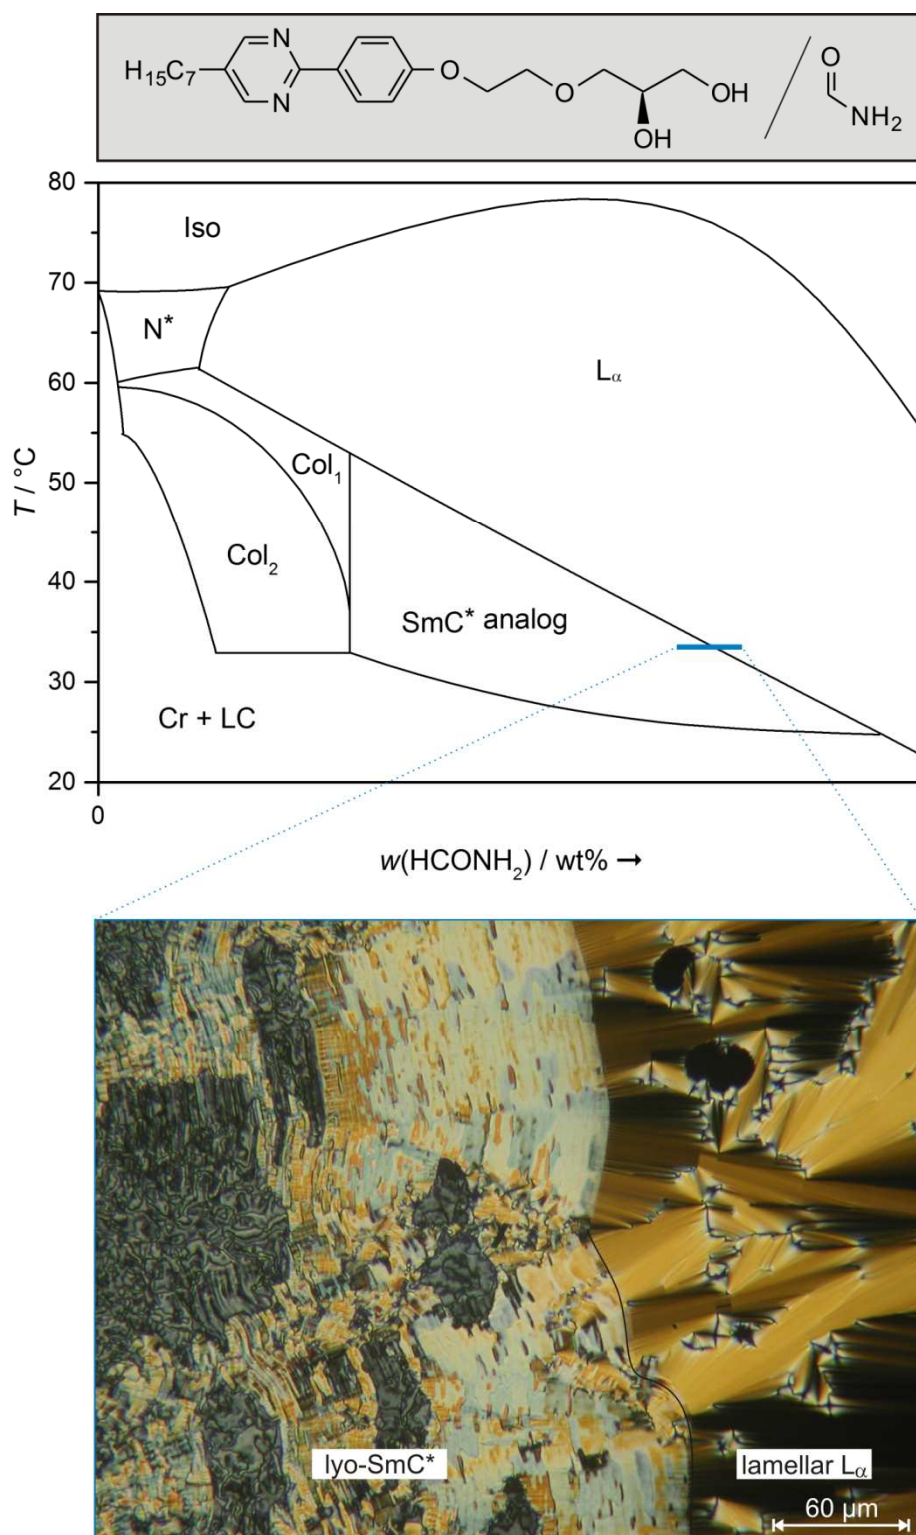 H15C7 N N O O OH OH / O NH2
80
Iso
70
N*
Lα
60
Col1
50
T / °C
Col2
40
SmC* analog
30
Cr + LC
20
0
w(HCONH2) / wt% →
lyo-SmC*
lamellar Lα
60 µm